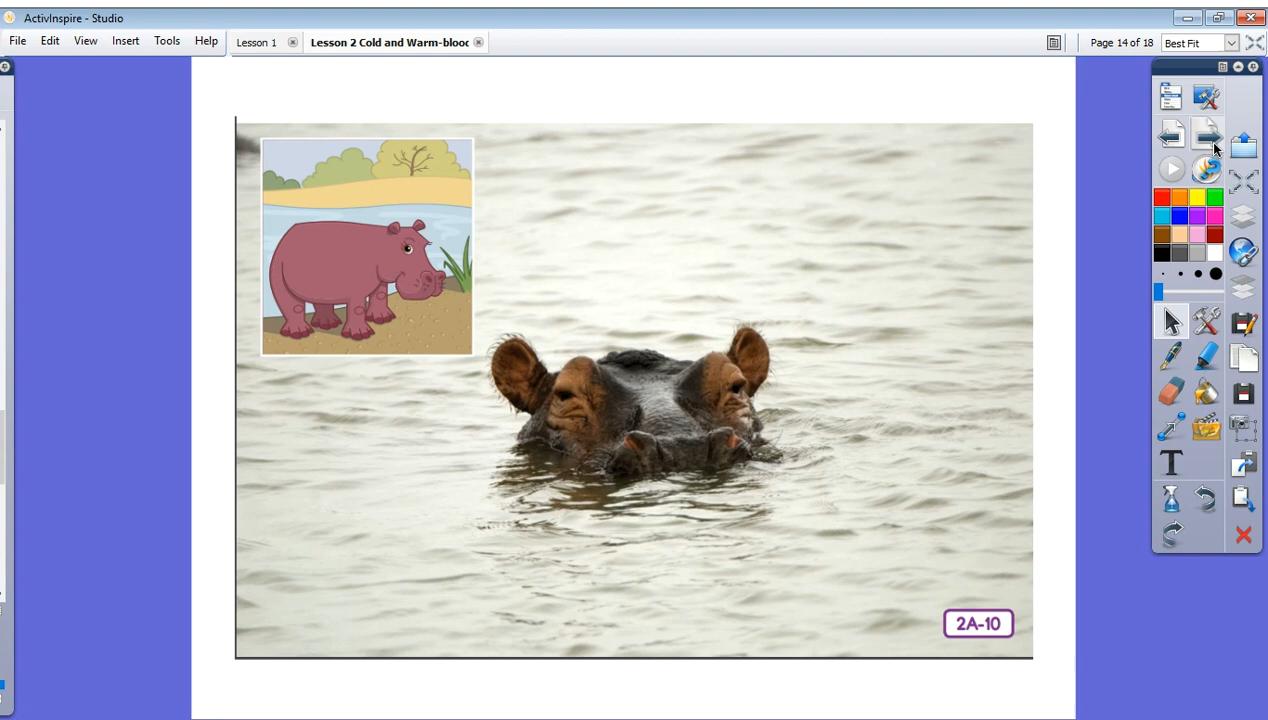 ActivInspire - Studio
File Edit View Insert Tools Help
Lesson 1
Lesson 2 Cold and Warm-blooc
Page 14 of 18
Best Fit
T
2A-10